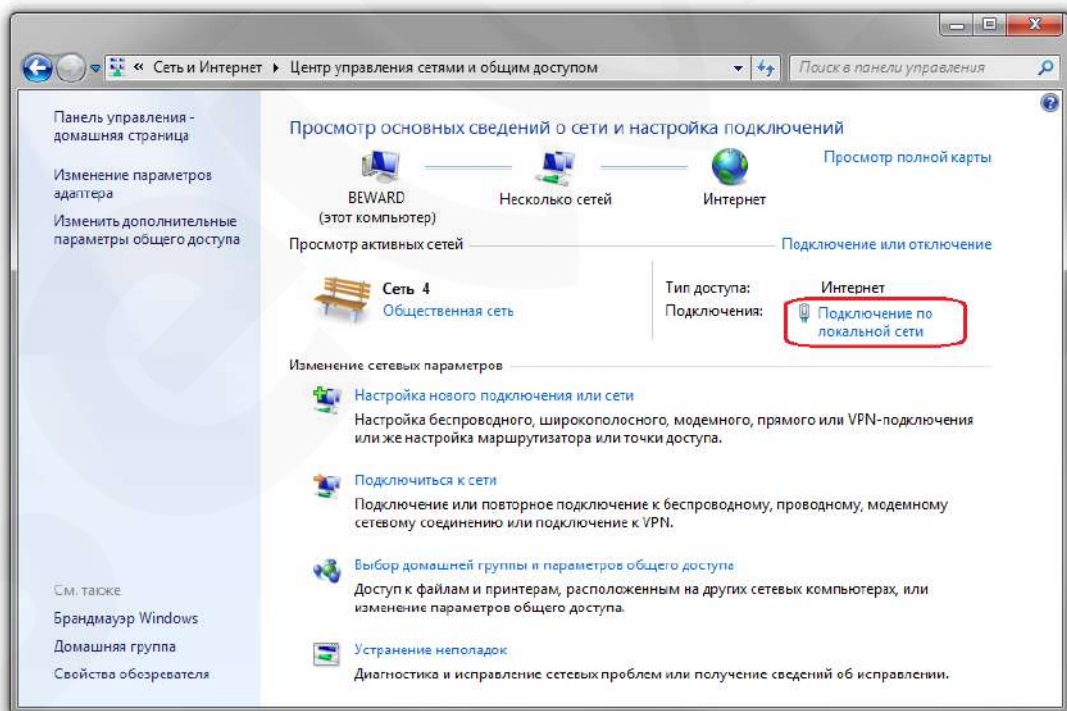 « Сеть и Интернет ▸ Центр управления сетями и общим доступом
Поиск в панели управления
Панель управления -
домашняя страница
Изменение параметров
адаптера
Изменить дополнительные
параметры общего доступа
См. также
Брандмауэр Windows
Домашняя группа
Свойства обозревателя
Просмотр основных сведений о сети и настройка подключений
Просмотр полной карты
BEWARD
(этот компьютер)
Несколько сетей
Интернет
Просмотр активных сетей
Подключение или отключение
Сеть 4
Общественная сеть
Тип доступа: Интернет
Подключения: Подключение по
локальной сети
Изменение сетевых параметров
Настройка нового подключения или сети
Настройка беспроводного, широкополосного, модемного, прямого или VPN-подключения
или же настройка маршрутизатора или точки доступа.
Подключиться к сети
Подключение или повторное подключение к беспроводному, проводному, модемному
сетевому соединению или подключение к VPN.
Выбор домашней группы и параметров общего доступа
Доступ к файлам и принтерам, расположенным на других сетевых компьютерах, или
изменение параметров общего доступа.
Устранение неполадок
Диагностика и исправление сетевых проблем или получение сведений об исправлении.